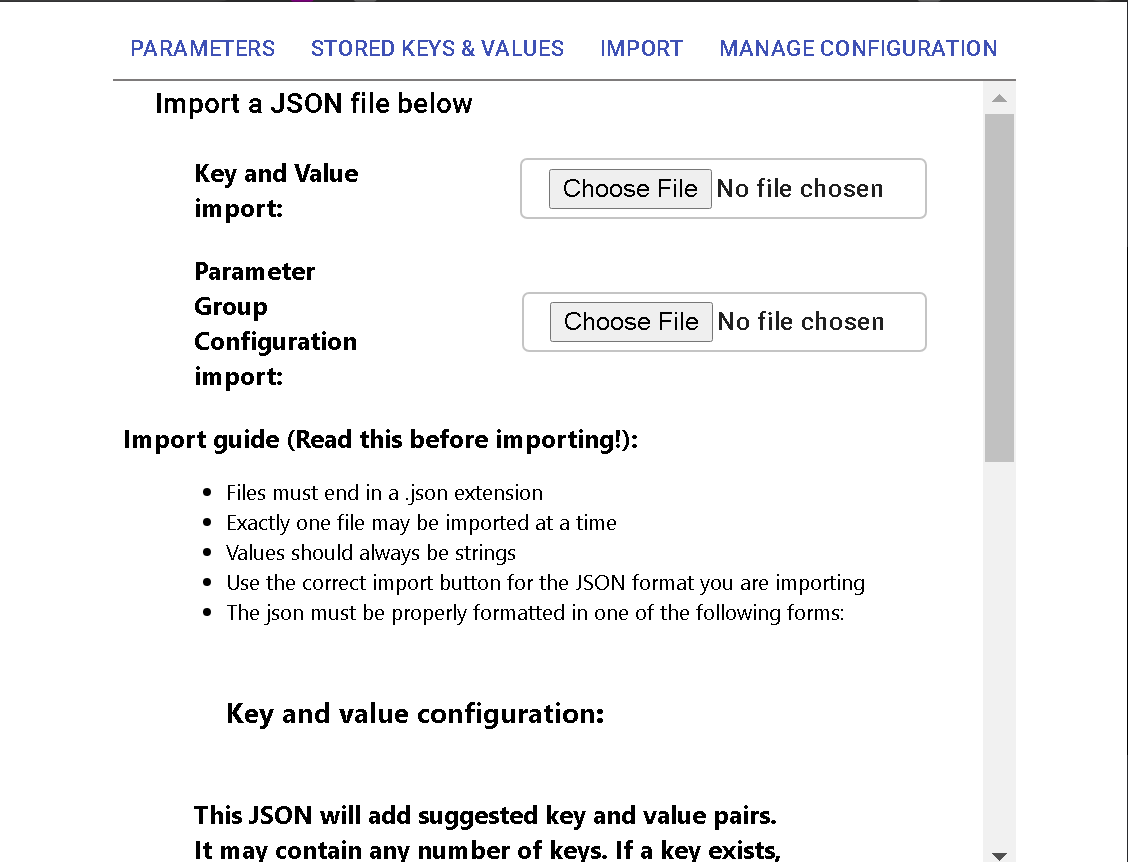 PARAMETERS STORED KEYS & VALUES IMPORT MANAGE CONFIGURATION
Import a JSON file below
Key and Value
import:
Choose File No file chosen
Parameter
Group
Configuration
import:
Choose File No file chosen
Import guide (Read this before importing!):
• Files must end in a .json extension
• Exactly one file may be imported at a time
• Values should always be strings
• Use the correct import button for the JSON format you are importing
• The json must be properly formatted in one of the following forms:
Key and value configuration:
This JSON will add suggested key and value pairs.
It may contain any number of keys. If a key exists,